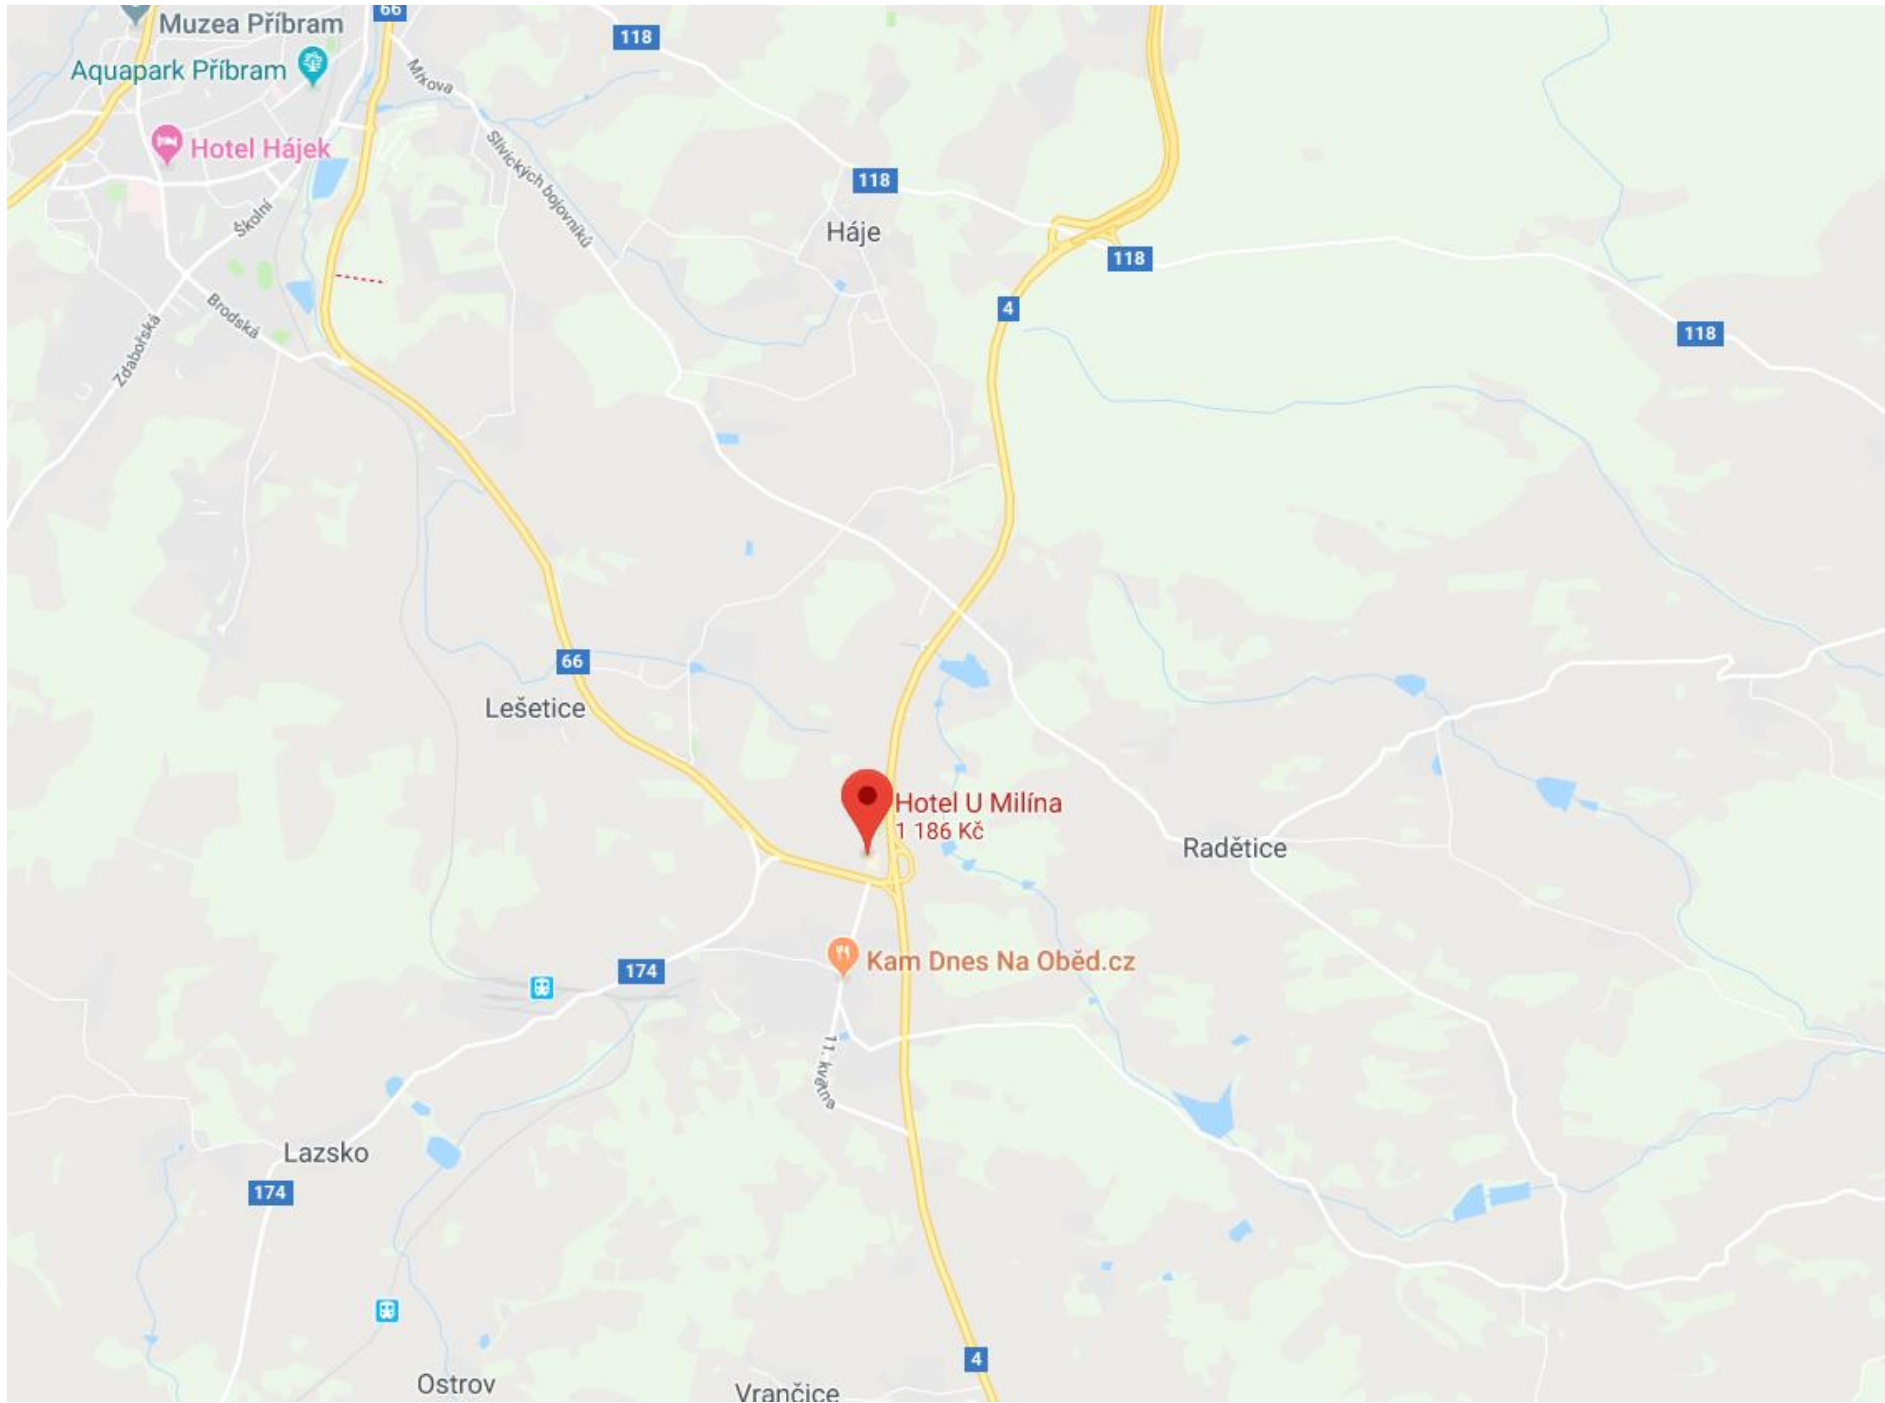 66
Muzea Příbram
118
Aquapark Příbram
Mixova
Hotel Hájek
Slivických bojovníků
118
Školní
Háje
118
4
Brodská
118
Zdabořská
66
Lešetice
Hotel U Milína
1 186 Kč
Radětice
Kam Dnes Na Oběd.cz
174
11. května
Lazsko
174
4
Ostrov
Vrančice